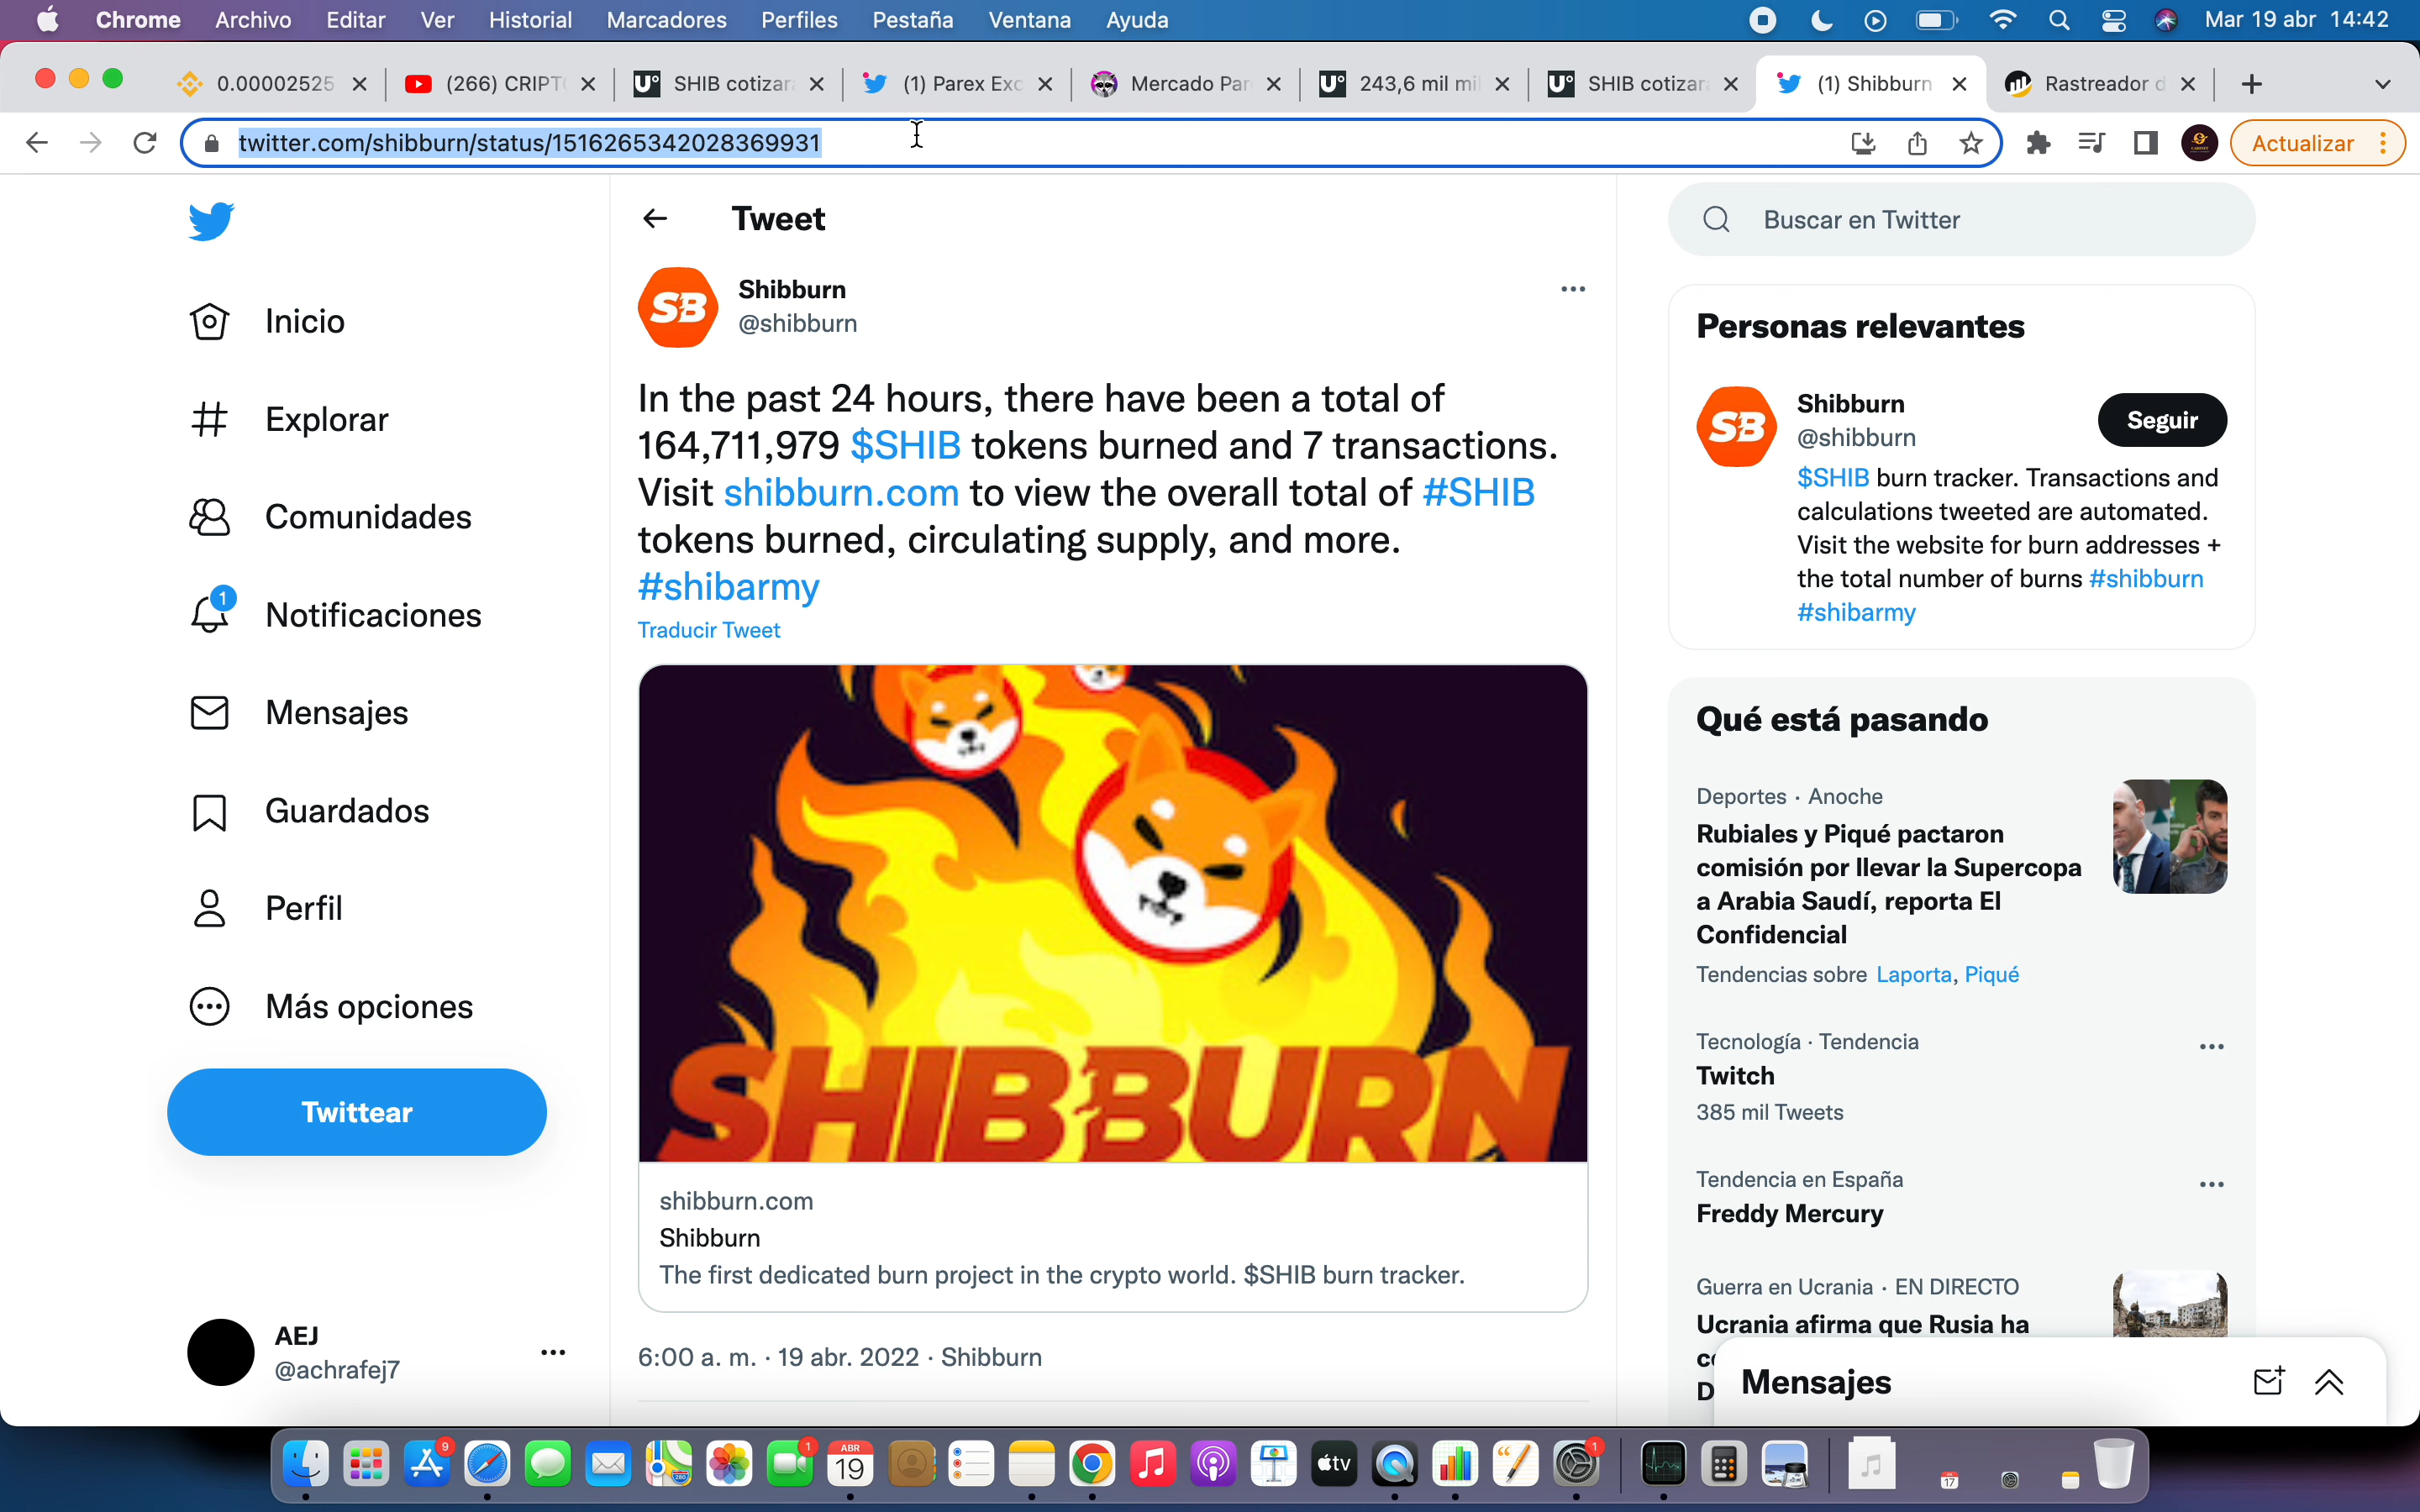 Chrome Archivo Editar Ver Historial Marcadores Perfiles Pestaña Ventana Ayuda Mar 19 abr 14:42
0.00002525 (266) CRIPT SHIB cotizar (1) Parex Exc Mercado Par 243,6 mil mi SHIB cotizar (1) Shibburn Rastreador d
twitter.com/shibburn/status/1516265342028369931 Actualizar
Tweet
Buscar en Twitter
Inicio
Explorar
Comunidades
1
Notificaciones
Mensajes
Guardados
Perfil
Más opciones
Twittear
AEJ
@achrafej7
SB
Shibburn
@shibburn
In the past 24 hours, there have been a total of
164,711,979 $SHIB tokens burned and 7 transactions.
Visit shibburn.com to view the overall total of #SHIB
tokens burned, circulating supply, and more.
#shibarmy
Traducir Tweet
SHIBBURN
shibburn.com
Shibburn
The first dedicated burn project in the crypto world. $SHIB burn tracker.
6:00 a. m. · 19 abr. 2022 · Shibburn
Personas relevantes
SB
Shibburn
@shibburn
Seguir
$SHIB burn tracker. Transactions and
calculations tweeted are automated.
Visit the website for burn addresses +
the total number of burns #shibburn
#shibarmy
Qué está pasando
Deportes · Anoche
Rubiales y Piqué pactaron
comisión por llevar la Supercopa
a Arabia Saudí, reporta El
Confidencial
Tendencias sobre Laporta, Piqué
Tecnología · Tendencia
Twitch
385 mil Tweets
Tendencia en España
Freddy Mercury
Guerra en Ucrania · EN DIRECTO
Ucrania afirma que Rusia ha
Mensajes
9 280 1 ABR 19 tv 1 17